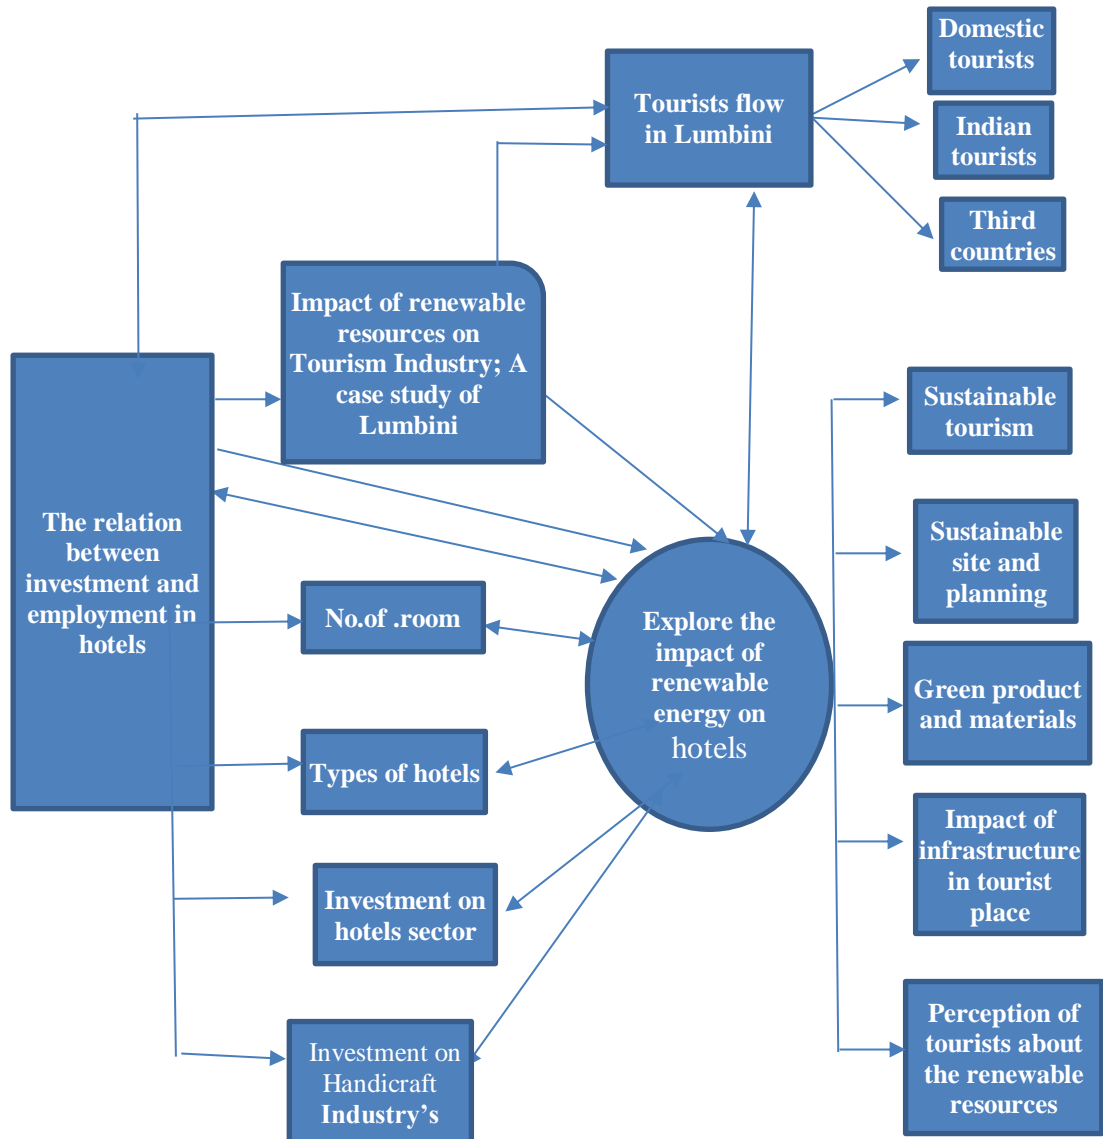 Domestic
tourists
Tourists flow
in Lumbini
Indian
tourists
Third
countries
Impact of renewable
resources on
Tourism Industry; A
case study of
Lumbini
Sustainable
tourism
The relation
between
investment and
employment in
hotels
Sustainable
site and
planning
No.of .room
Explore the
impact of
renewable
energy on
hotels
Green product
and materials
Types of hotels
Impact of
infrastructure
in tourist
place
Investment on
hotels sector
Perception of
tourists about
the renewable
resources
Investment on
Handicraft
Industry’s